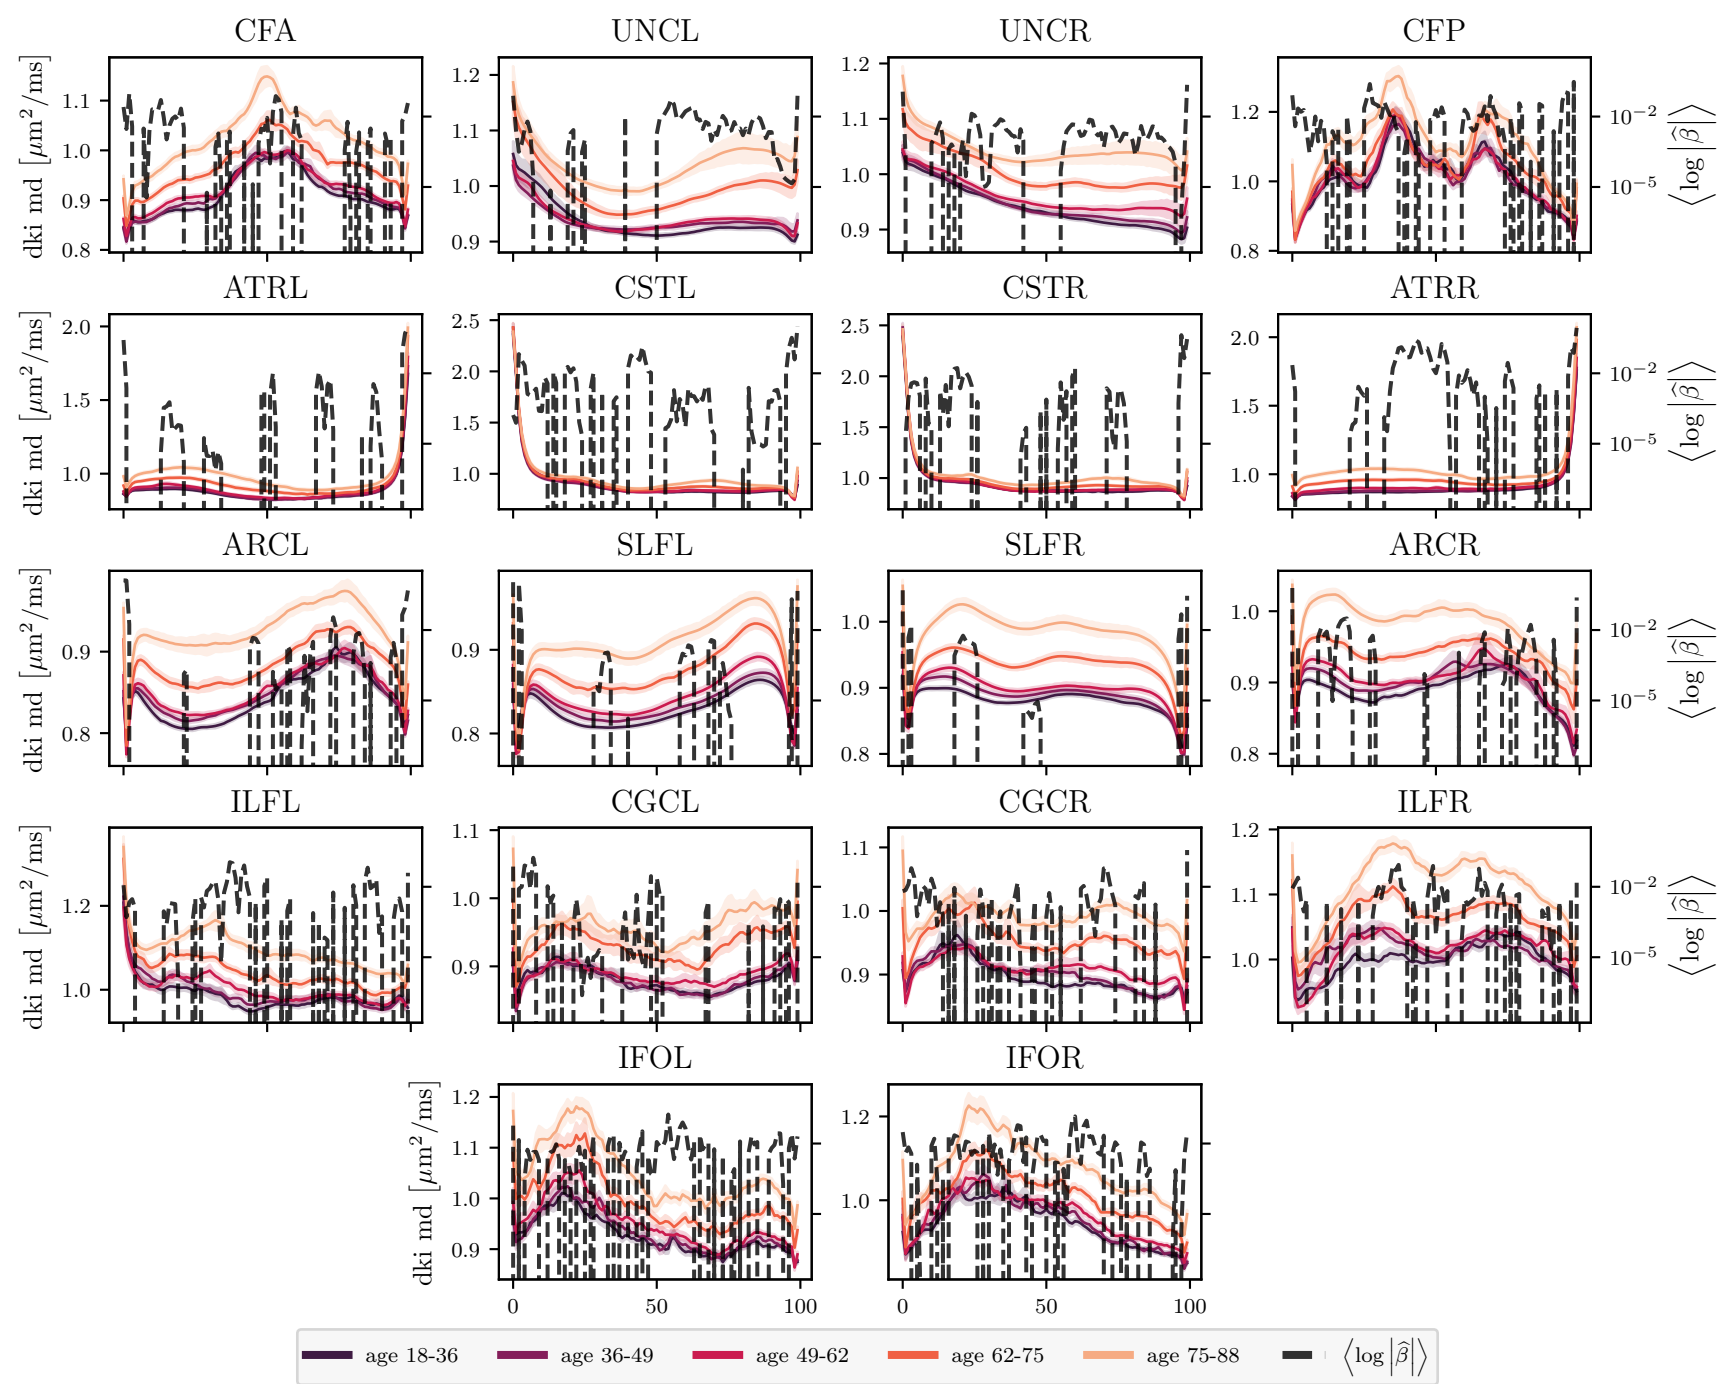 CFA UNCL UNCR CFP
dki md [μm²/ms] 1.1 1.0 0.9 0.8 1.2 1.1 1.0 0.9 1.2 1.1 1.0 0.9 1.2 1.0 0.8 10⁻² 10⁻⁵ ⟨log |β̂|⟩
ATRL CSTL CSTR ATRR
dki md [μm²/ms] 2.0 1.5 1.0 2.5 2.0 1.5 1.0 2.5 2.0 1.5 1.0 2.0 1.5 1.0 10⁻² 10⁻⁵ ⟨log |β̂|⟩
ARCL SLFL SLFR ARCR
dki md [μm²/ms] 0.9 0.8 0.9 0.8 1.0 0.9 0.8 1.0 0.9 0.8 10⁻² 10⁻⁵ ⟨log |β̂|⟩
ILFL CGCL CGCR ILFR
dki md [μm²/ms] 1.2 1.0 1.1 1.0 0.9 1.1 1.0 0.9 1.2 1.1 1.0 10⁻² 10⁻⁵ ⟨log |β̂|⟩
IFOL IFOR
dki md [μm²/ms] 1.2 1.1 1.0 0.9 1.2 1.0
0 50 100 0 50 100
age 18-36 age 36-49 age 49-62 age 62-75 age 75-88 ⟨log |β̂|⟩